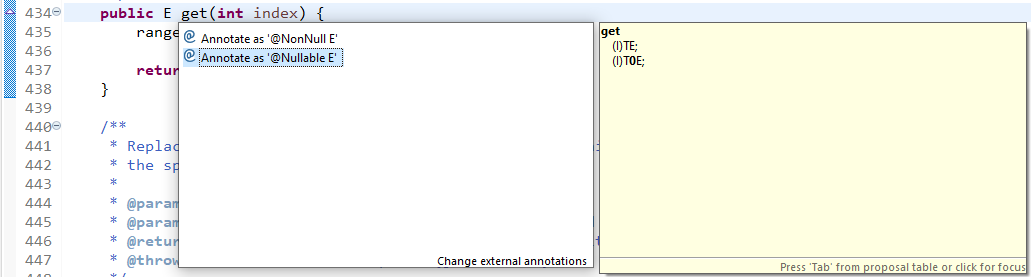 434 public E get(int index) {
435 range
436
437 retur
438 }
439
440 /**
441 * Replac
442 * the sp
443 *
444 * @param
445 * @param
446 * @retur
447 * @throw
Annotate as '@NonNull E'
Annotate as '@Nullable E'
Change external annotations
get
(I)TE;
(I)T0E;
Press 'Tab' from proposal table or click for focus